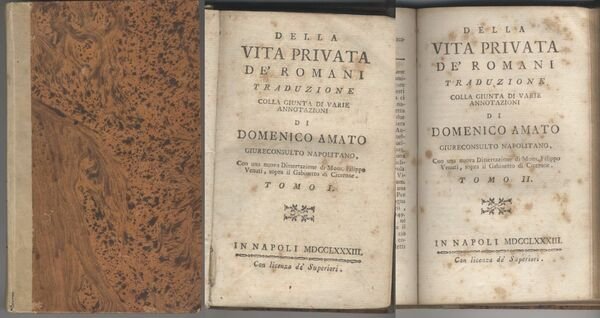 DELLA
VITA PRIVATA
DE' ROMANI
TRADUZIONE
COLLA GIUNTA DI VARIE
ANNOTAZIONI
DI
DOMENICO AMATO
GIURECONSULTO NAPOLITANO,
Con una nuova Dissertazione di Mons. Filippo
Venuti, sopra il Gabinetto di Cicerone.
TOMO I.
IN NAPOLI MDCCLXXXIII.
Con licenza de' Superiori.
DELLA
VITA PRIVATA
DE' ROMANI
TRADUZIONE
COLLA GIUNTA DI VARIE
ANNOTAZIONI
DI
DOMENICO AMATO
GIURECONSULTO NAPOLITANO,
Con una nuova Dissertazione di Mons. Filippo
Venuti, sopra il Gabinetto di Cicerone.
TOMO II.
IN NAPOLI MDCCLXXXIII.
Con licenza de' Superiori.